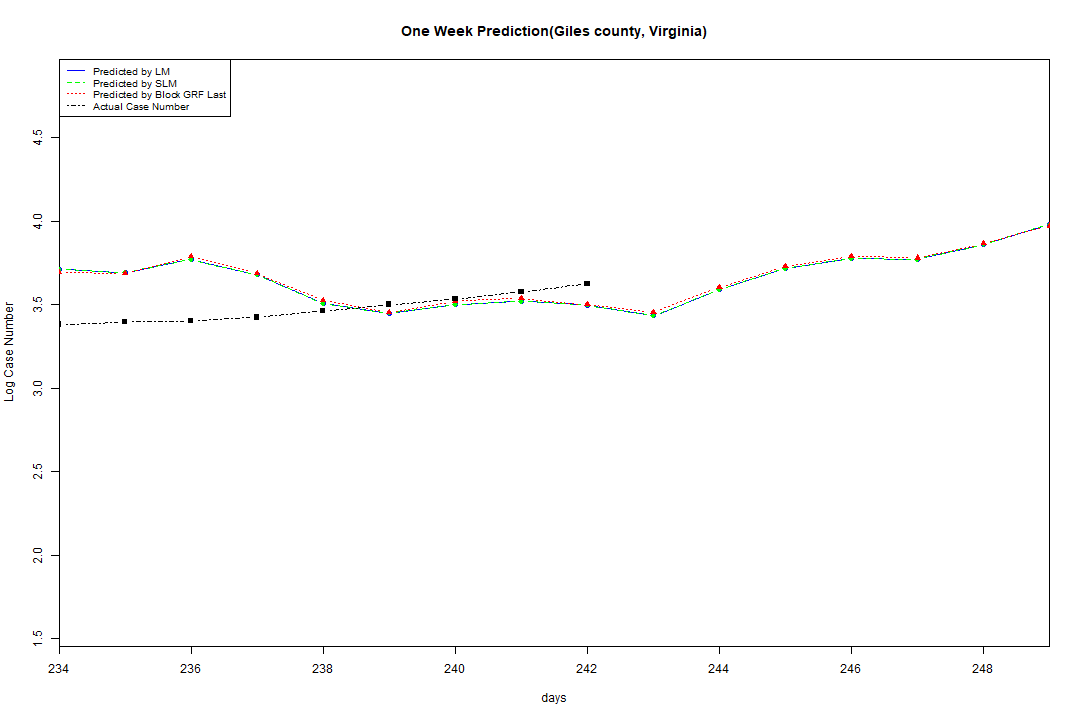 One Week Prediction(Giles county, Virginia)
Predicted by LM
Predicted by SLM
Predicted by Block GRF Last
Actual Case Number
4.5
4.0
3.5
3.0
2.5
2.0
1.5
Log Case Number
234 236 238 240 242 244 246 248
days